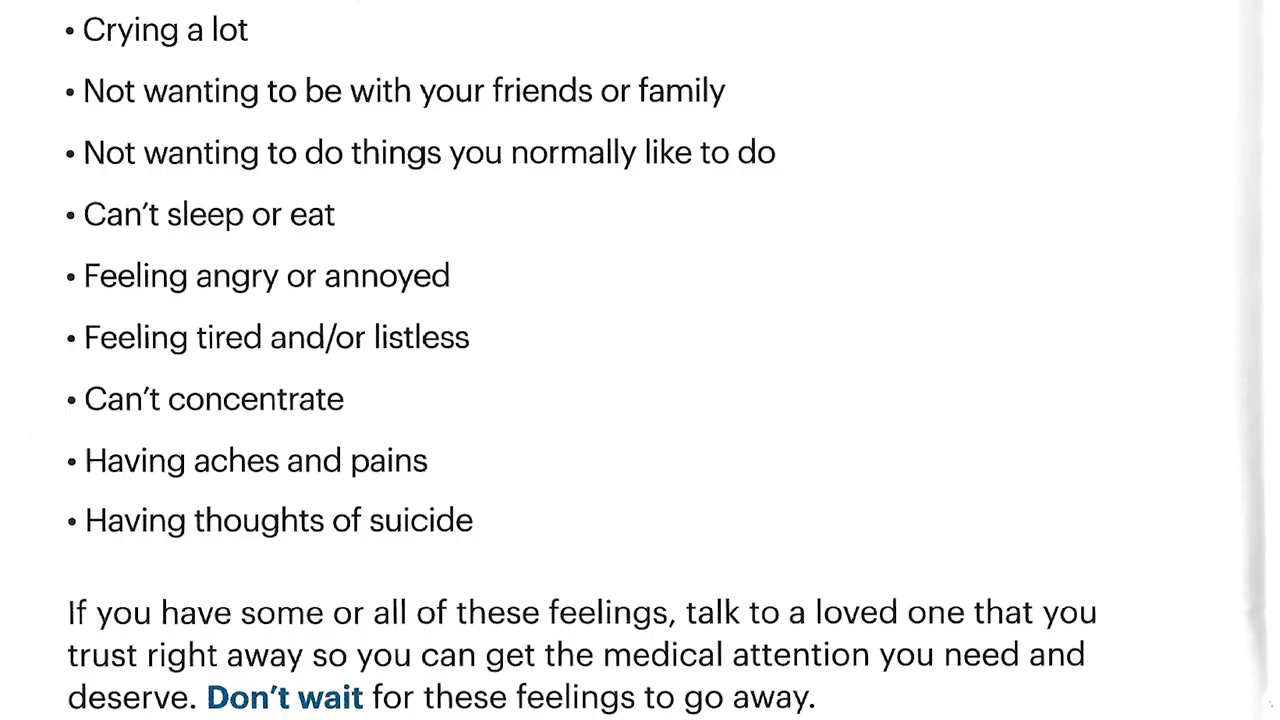 • Crying a lot
• Not wanting to be with your friends or family
• Not wanting to do things you normally like to do
• Can't sleep or eat
• Feeling angry or annoyed
• Feeling tired and/or listless
• Can't concentrate
• Having aches and pains
• Having thoughts of suicide
If you have some or all of these feelings, talk to a loved one that you
trust right away so you can get the medical attention you need and
deserve. Don't wait for these feelings to go away.